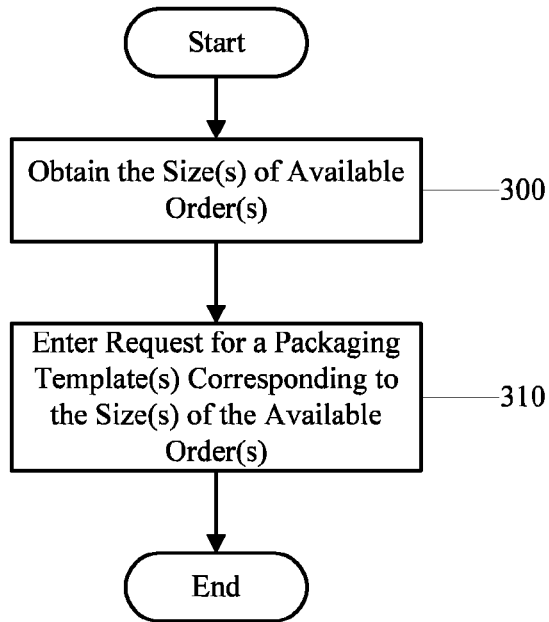 Start
Obtain the Size(s) of Available
Order(s)
300
Enter Request for a Packaging
Template(s) Corresponding to
the Size(s) of the Available
Order(s)
310
End